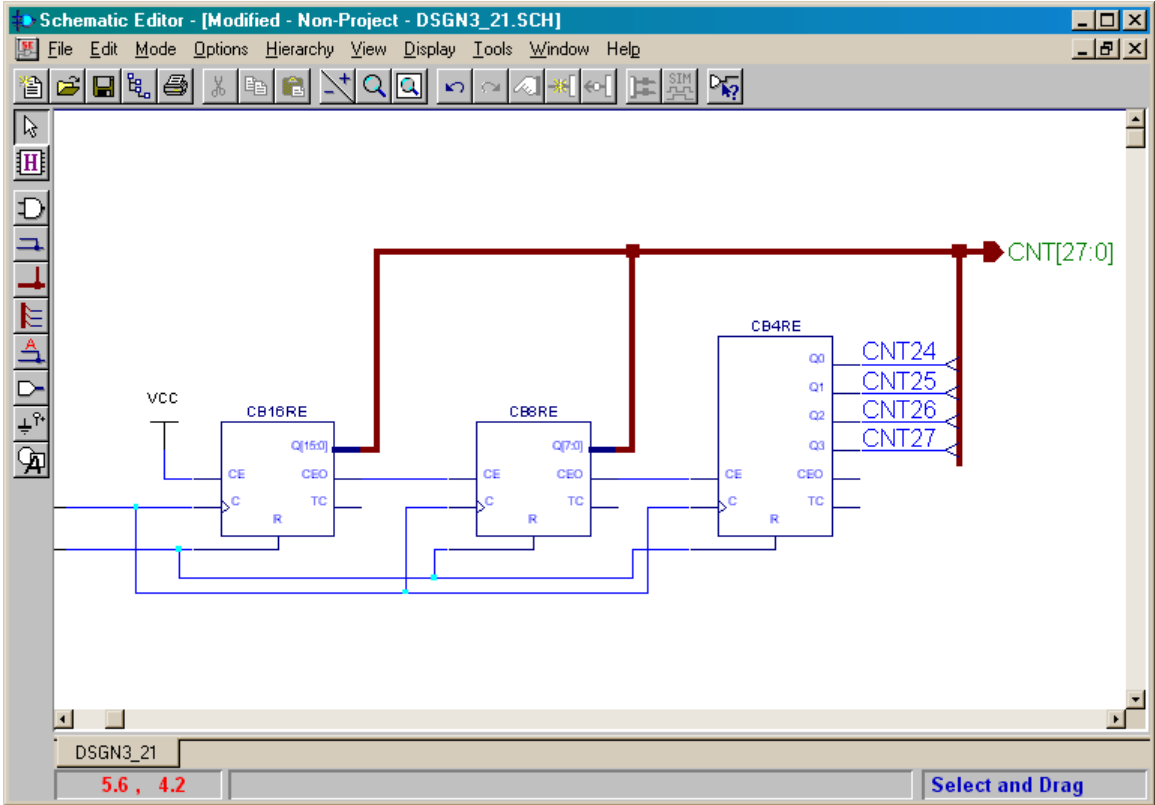 Schematic Editor - [Modified - Non-Project - DSGN3_21.SCH]
File Edit Mode Options Hierarchy View Display Tools Window Help
SIM
H
A
A
CNT[27:0]
CB4RE
Q0 CNT24
Q1 CNT25
Q2 CNT26
Q3 CNT27
VCC
CB16RE CB8RE
Q[15:0] Q[7:0]
CE CEO CE CEO CE CEO
C TC C TC C TC
R R R
DSGN3_21
5.6 , 4.2 Select and Drag